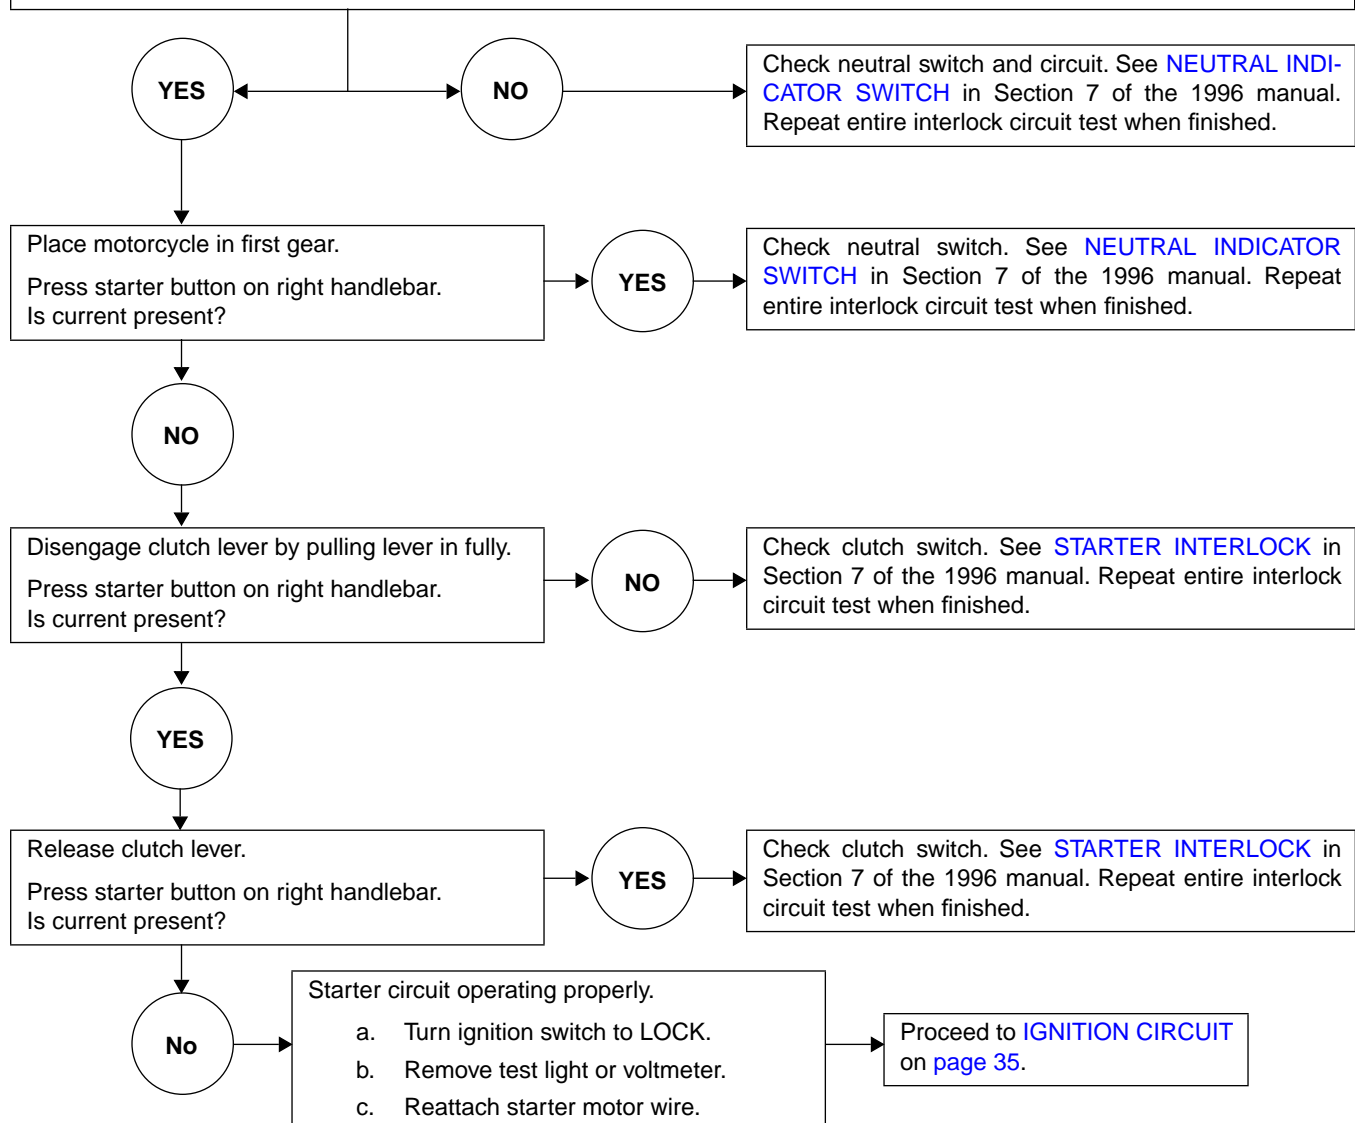 YES
NO
Check neutral switch and circuit. See NEUTRAL INDI-
CATOR SWITCH in Section 7 of the 1996 manual.
Repeat entire interlock circuit test when finished.
Place motorcycle in first gear.
Press starter button on right handlebar.
Is current present?
YES
Check neutral switch. See NEUTRAL INDICATOR
SWITCH in Section 7 of the 1996 manual. Repeat
entire interlock circuit test when finished.
NO
Disengage clutch lever by pulling lever in fully.
Press starter button on right handlebar.
Is current present?
NO
Check clutch switch. See STARTER INTERLOCK in
Section 7 of the 1996 manual. Repeat entire interlock
circuit test when finished.
YES
Release clutch lever.
Press starter button on right handlebar.
Is current present?
YES
Check clutch switch. See STARTER INTERLOCK in
Section 7 of the 1996 manual. Repeat entire interlock
circuit test when finished.
No
Starter circuit operating properly.
a. Turn ignition switch to LOCK.
b. Remove test light or voltmeter.
c. Reattach starter motor wire.
Proceed to IGNITION CIRCUIT
on page 35.